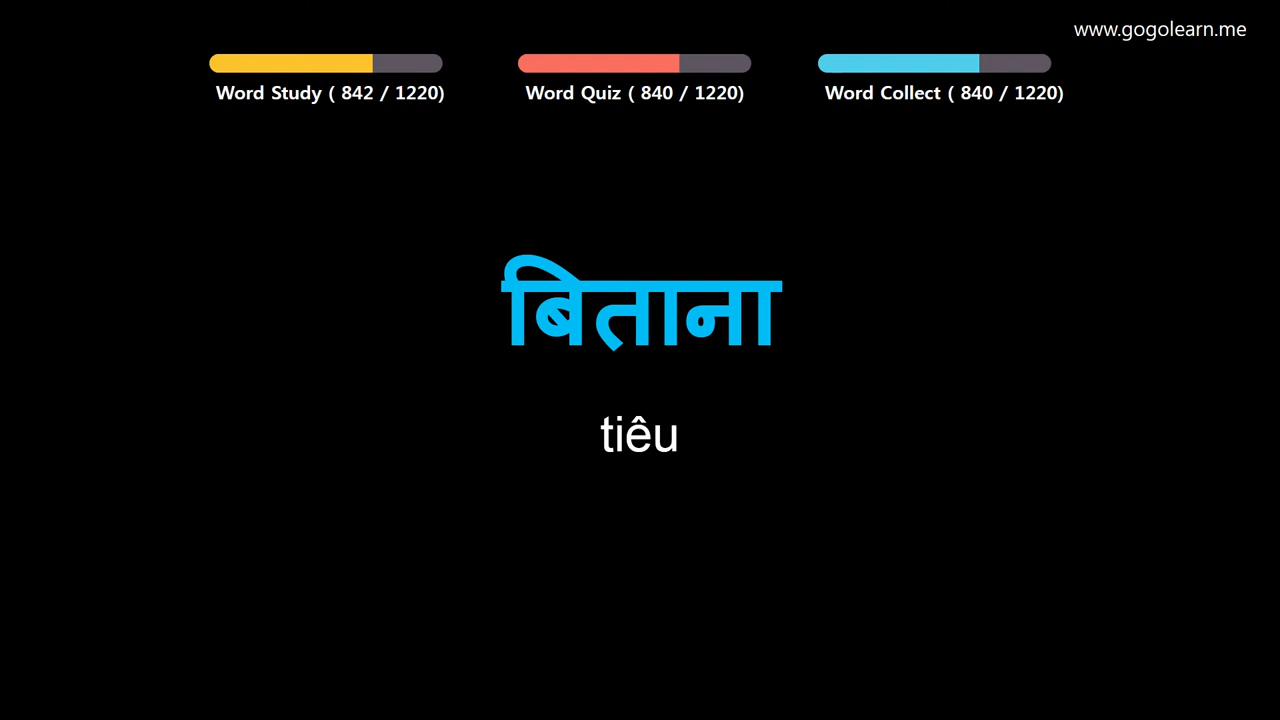 www.gogolearn.me
Word Study ( 842 / 1220)
Word Quiz ( 840 / 1220)
Word Collect ( 840 / 1220)
बिताना
tiêu